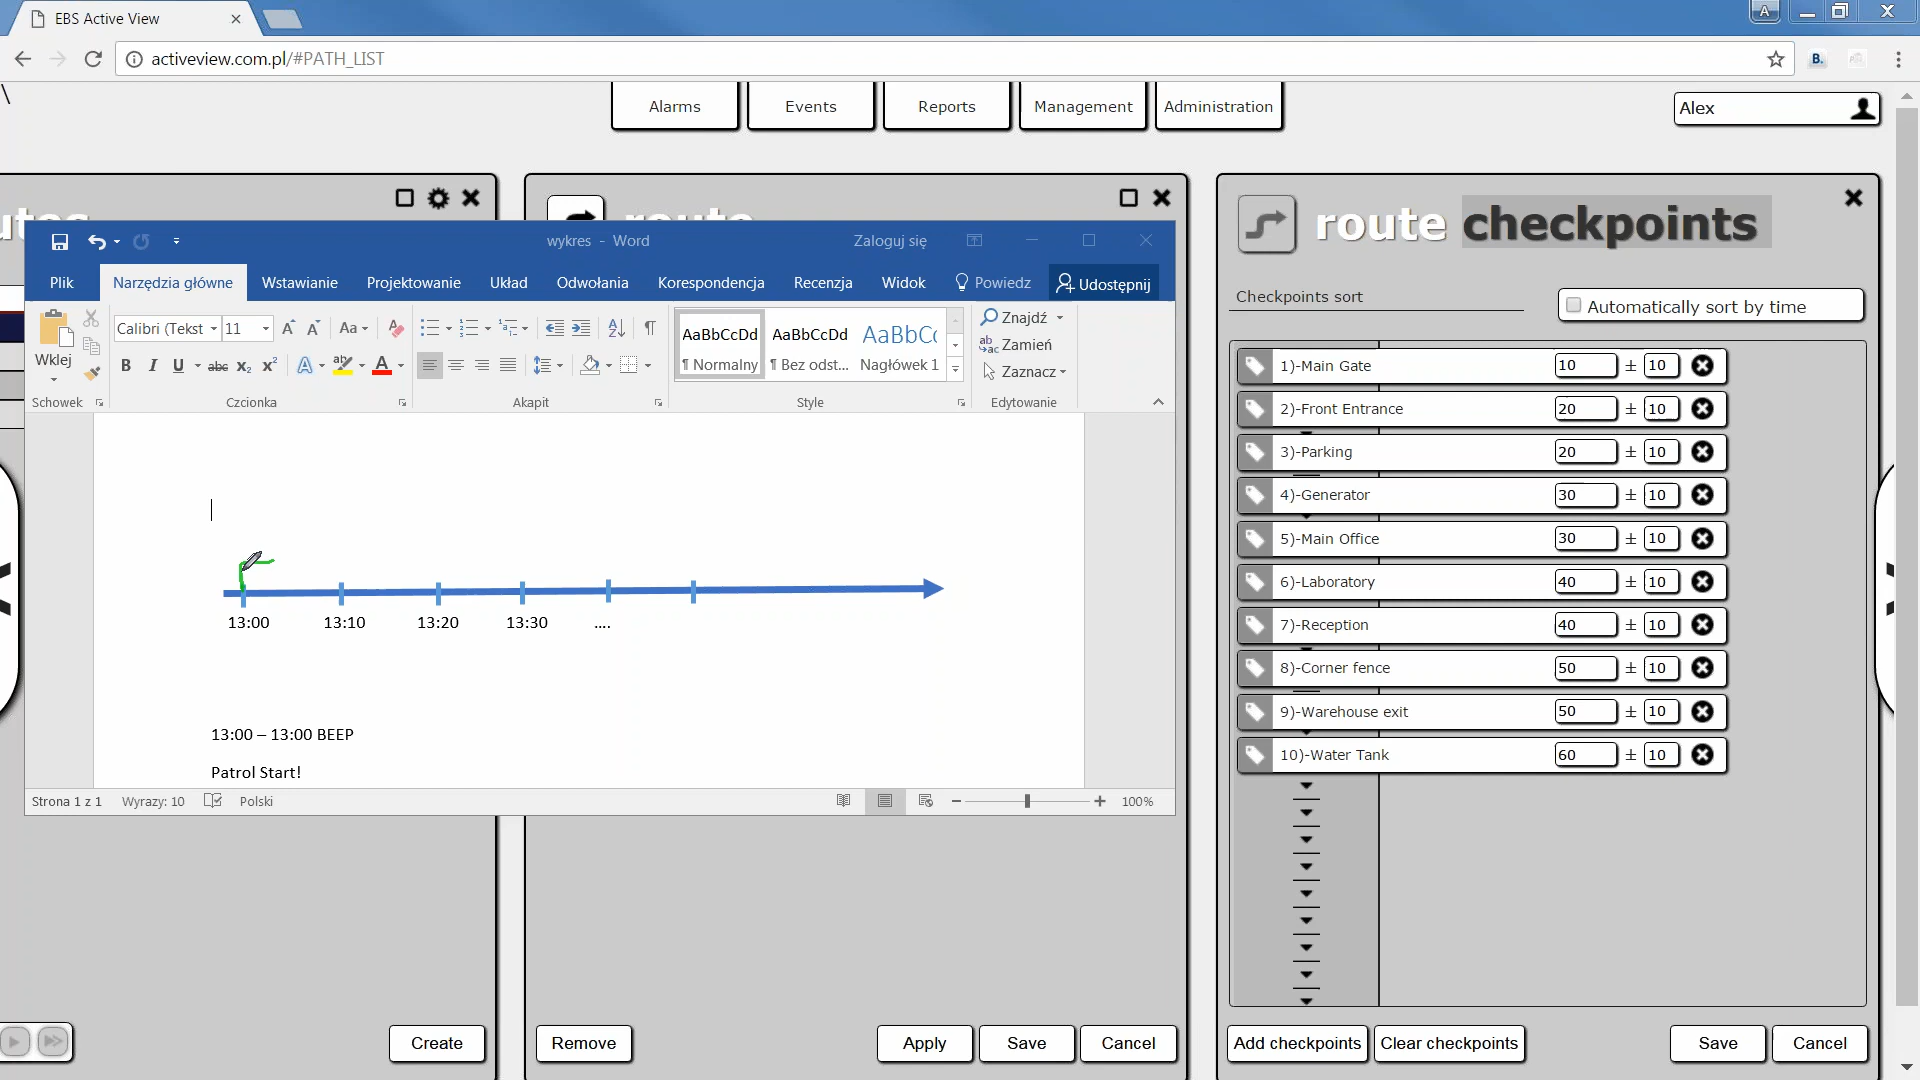 EBS Active View
A
activeview.com.pl/#PATH_LIST
B.
\
Alarms
Events
Reports
Management
Administration
Alex
route
route checkpoints
wykres - Word
Zaloguj się
Plik
Narzędzia główne
Wstawianie
Projektowanie
Układ
Odwołania
Korespondencja
Recenzja
Widok
Powiedz
Udostępnij
Wklej
Calibri (Tekst
11
Aa
B I U abc x₂ x²
Schowek
Czcionka
Akapit
AaBbCcDd
AaBbCcDd
AaBbCc
¶ Normalny
¶ Bez odst...
Nagłówek 1
Style
Znajdź
Zamień
Zaznacz
Edytowanie
13:00
13:10
13:20
13:30
....
13:00 – 13:00 BEEP
Patrol Start!
Strona 1 z 1
Wyrazy: 10
Polski
100%
Checkpoints sort
Automatically sort by time
1)-Main Gate 10 ± 10
2)-Front Entrance 20 ± 10
3)-Parking 20 ± 10
4)-Generator 30 ± 10
5)-Main Office 30 ± 10
6)-Laboratory 40 ± 10
7)-Reception 40 ± 10
8)-Corner fence 50 ± 10
9)-Warehouse exit 50 ± 10
10)-Water Tank 60 ± 10
Create
Remove
Apply
Save
Cancel
Add checkpoints
Clear checkpoints
Save
Cancel